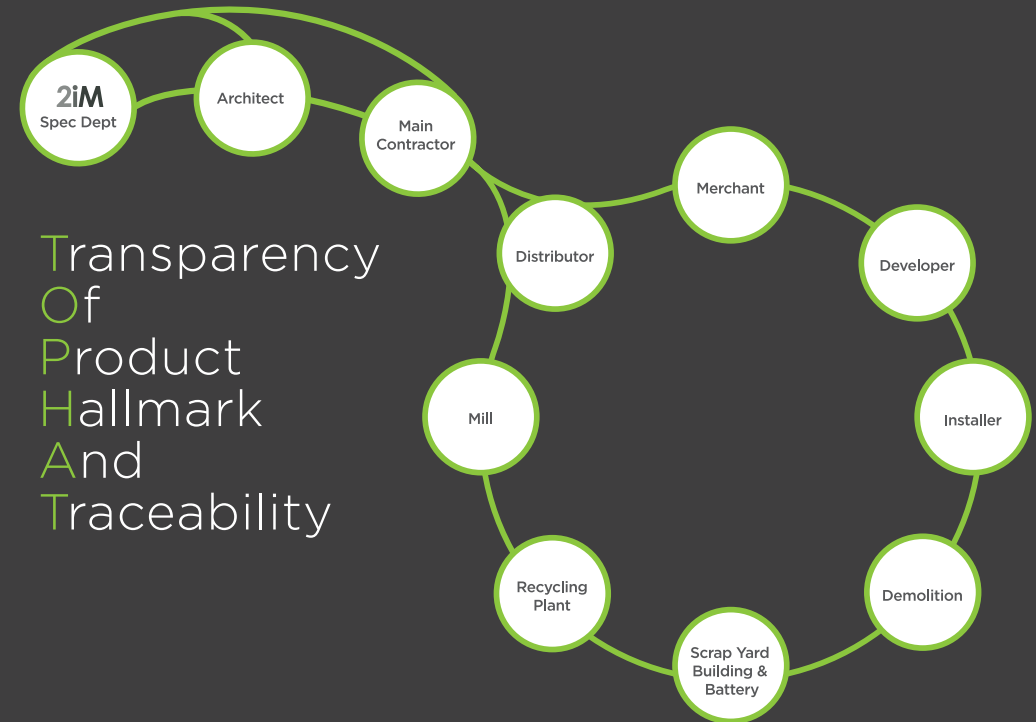 2iM
Spec Dept
Architect
Main
Contractor
Merchant
Distributor
Developer
Transparency
Of
Product
Hallmark
And
Traceability
Mill
Installer
Recycling
Plant
Demolition
Scrap Yard
Building &
Battery